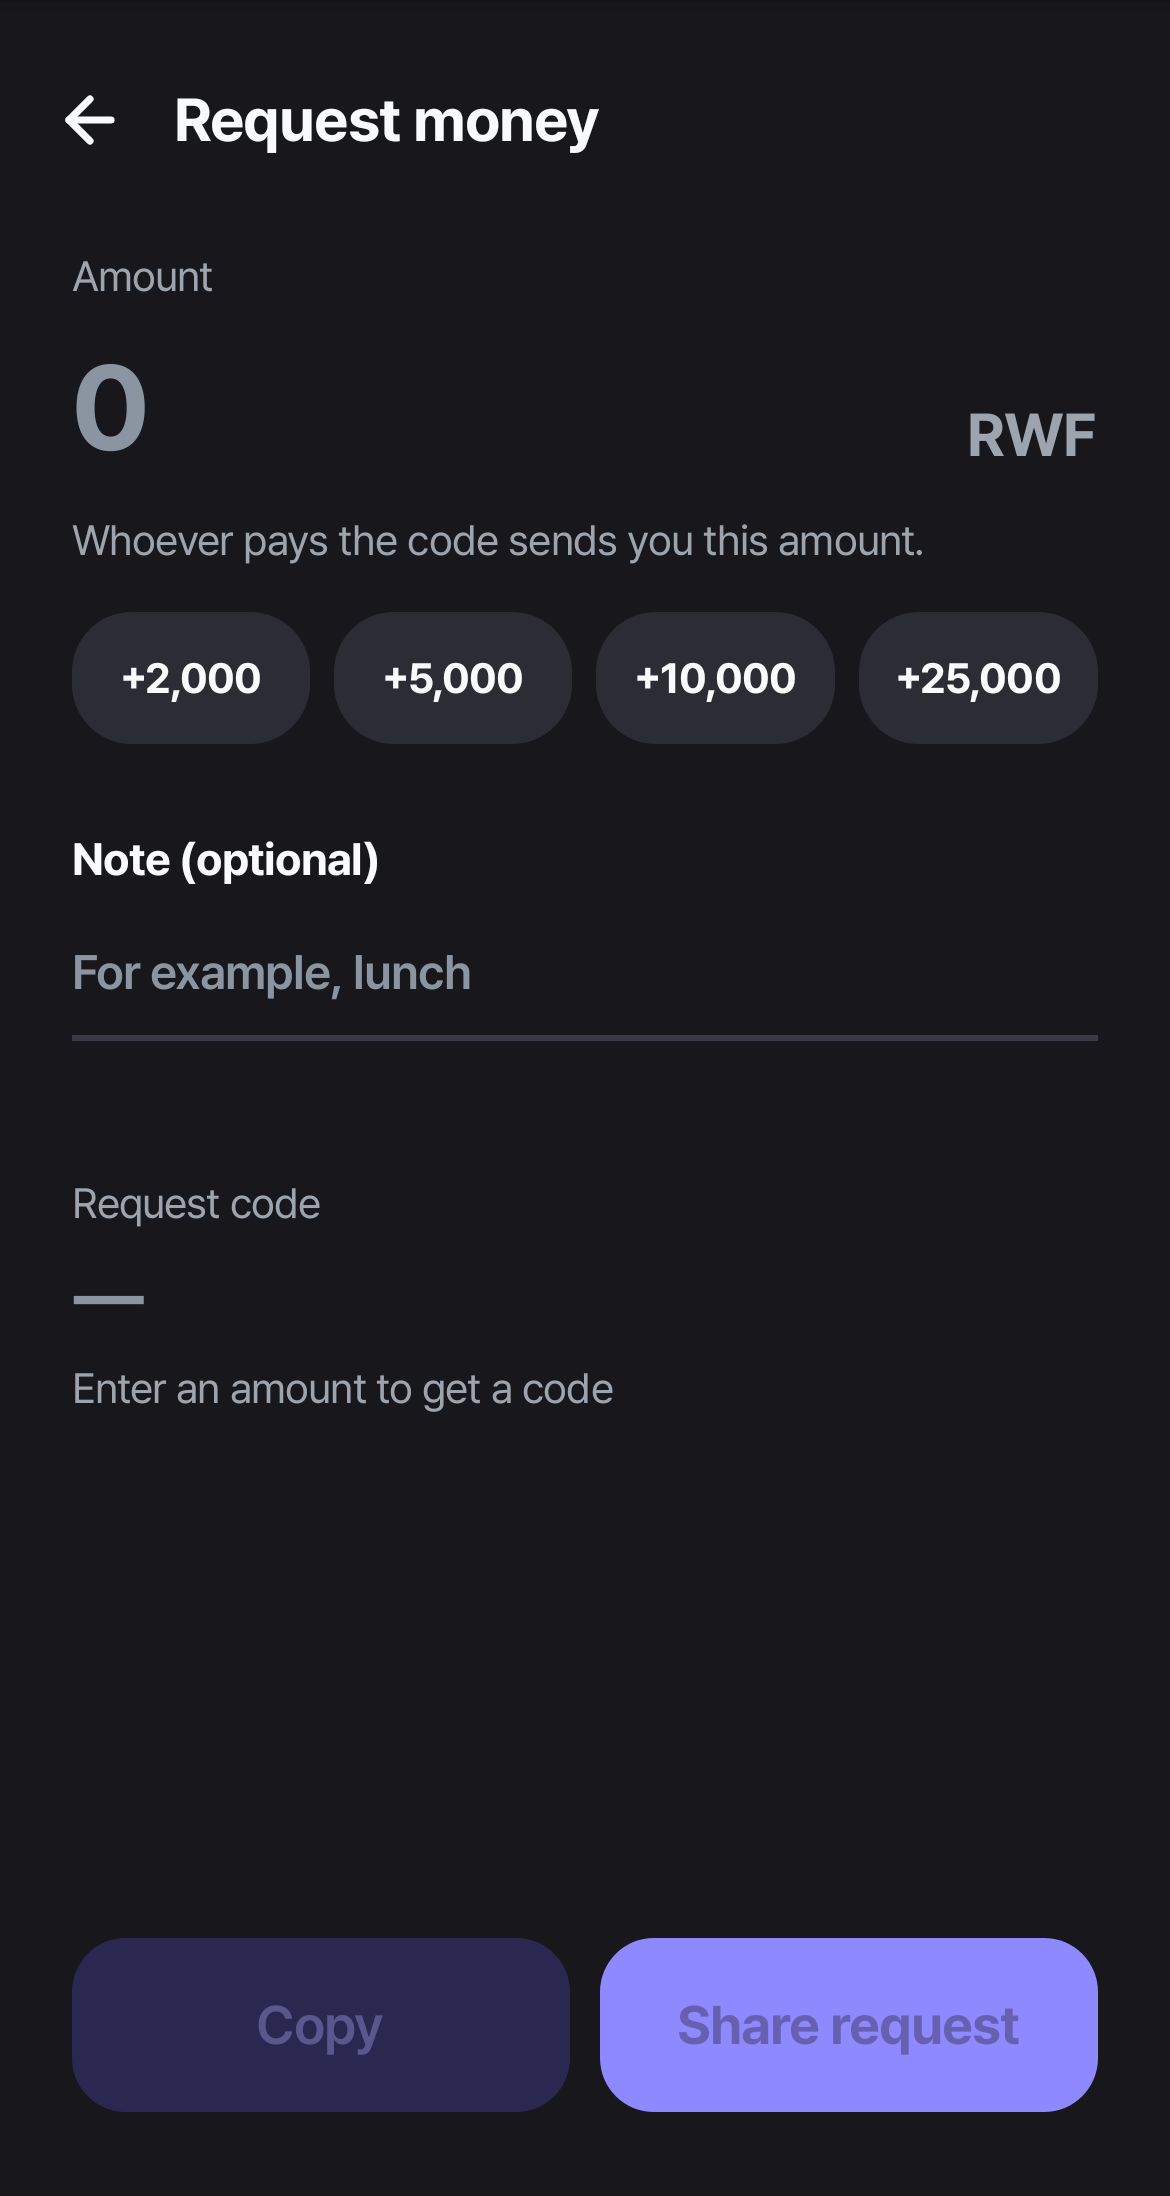 Request money
Amount
0
RWF
Whoever pays the code sends you this amount.
+2,000 +5,000 +10,000 +25,000
Note (optional)
For example, lunch
Request code
—
Enter an amount to get a code
Copy Share request